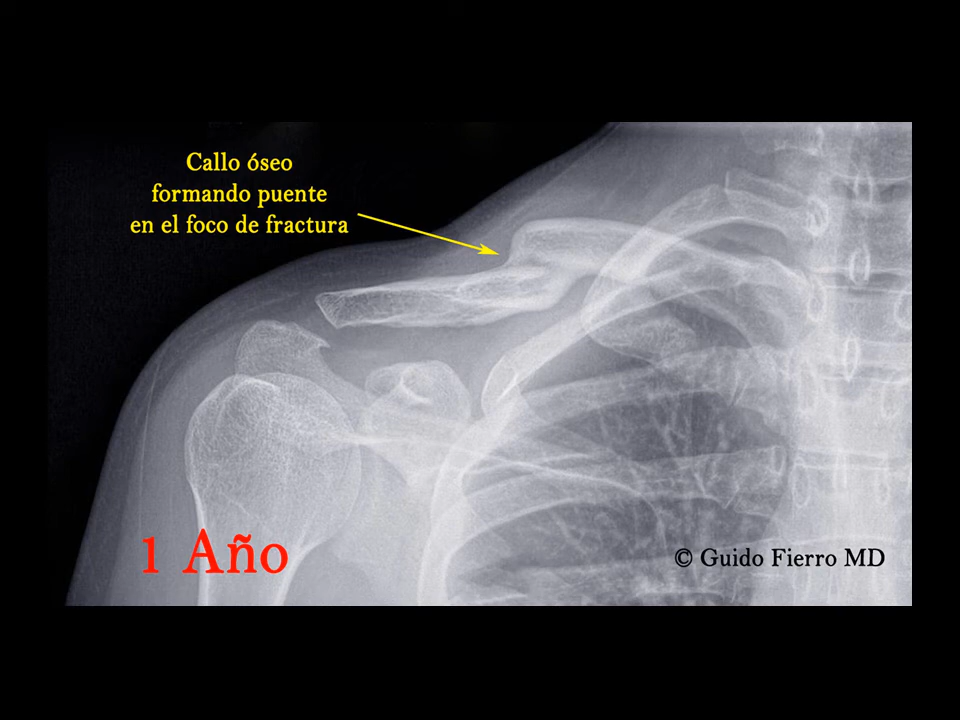 Callo óseo
formando puente
en el foco de fractura
1 Año
© Guido Fierro MD